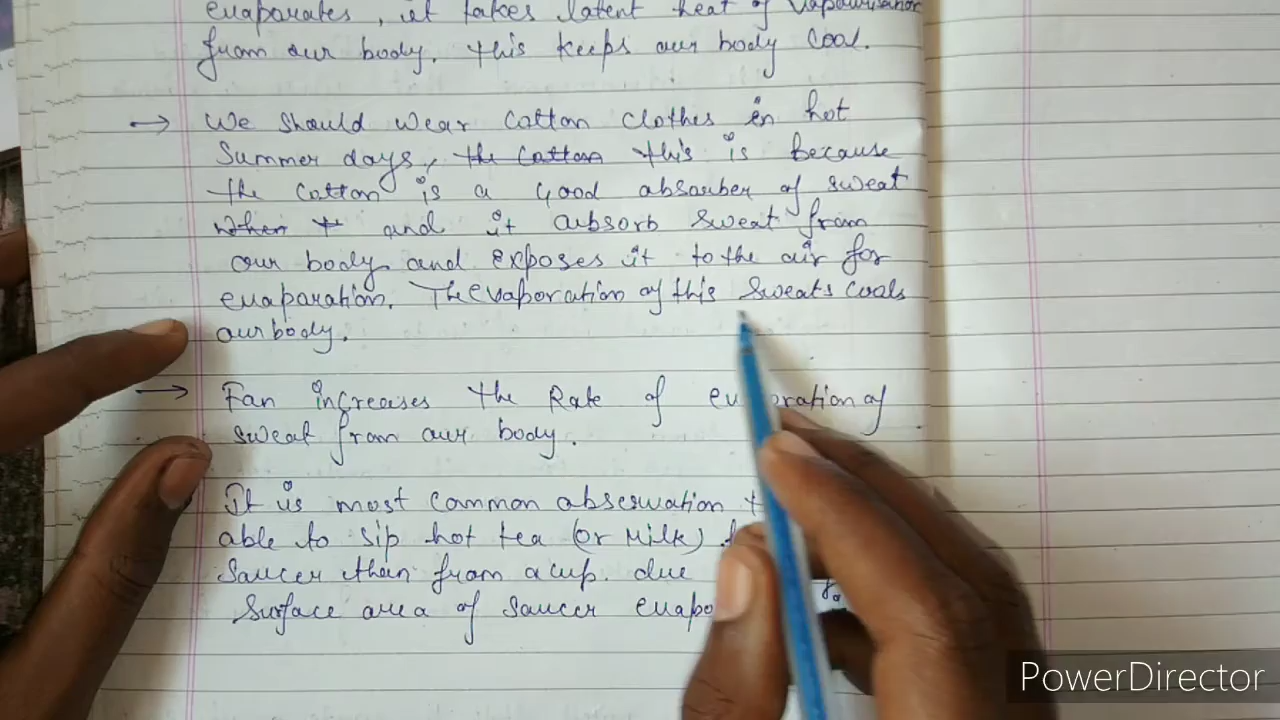 evaporates, it takes latent heat of vapourisation
from our body. This keeps our body cool.
→ We should wear cotton clothes in hot
Summer days, the cotton this is because
the cotton is a good absorber of sweat
when and it absorb sweat from
our body and exposes it to the air for
evaporation. The evaporation of this sweats cools
our body.
→ Fan increases the Rate of evaporation of
sweat from our body.
It is most common observation
able to sip hot tea (or Milk)
Saucer than from a cup. due
Surface area of Saucer
PowerDirector